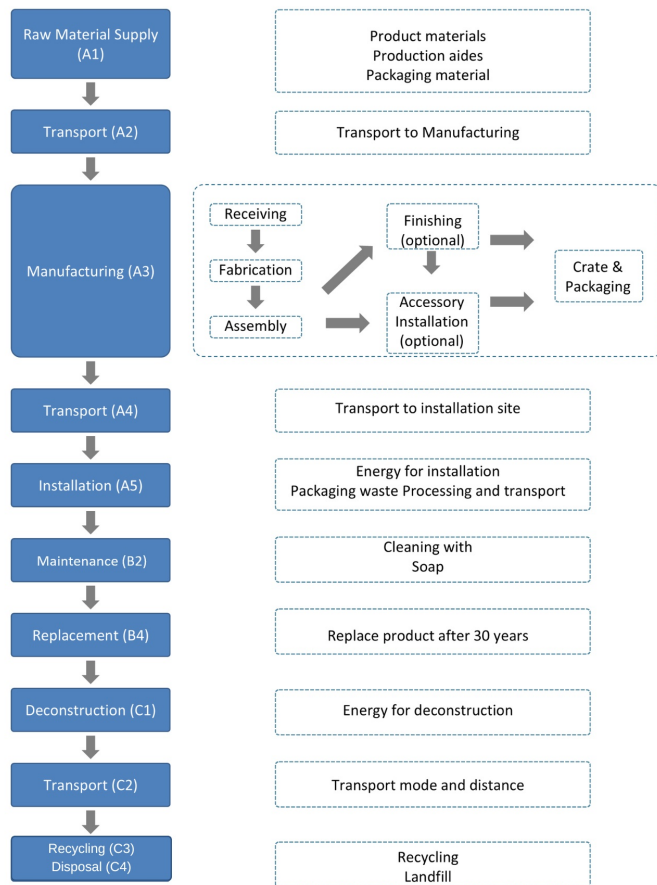 Raw Material Supply
(A1)
Product materials
Production aides
Packaging material
Transport (A2)
Transport to Manufacturing
Manufacturing (A3)
Receiving
Fabrication
Assembly
Finishing
(optional)
Accessory
Installation
(optional)
Crate &
Packaging
Transport (A4)
Transport to installation site
Installation (A5)
Energy for installation
Packaging waste Processing and transport
Maintenance (B2)
Cleaning with
Soap
Replacement (B4)
Replace product after 30 years
Deconstruction (C1)
Energy for deconstruction
Transport (C2)
Transport mode and distance
Recycling (C3)
Disposal (C4)
Recycling
Landfill